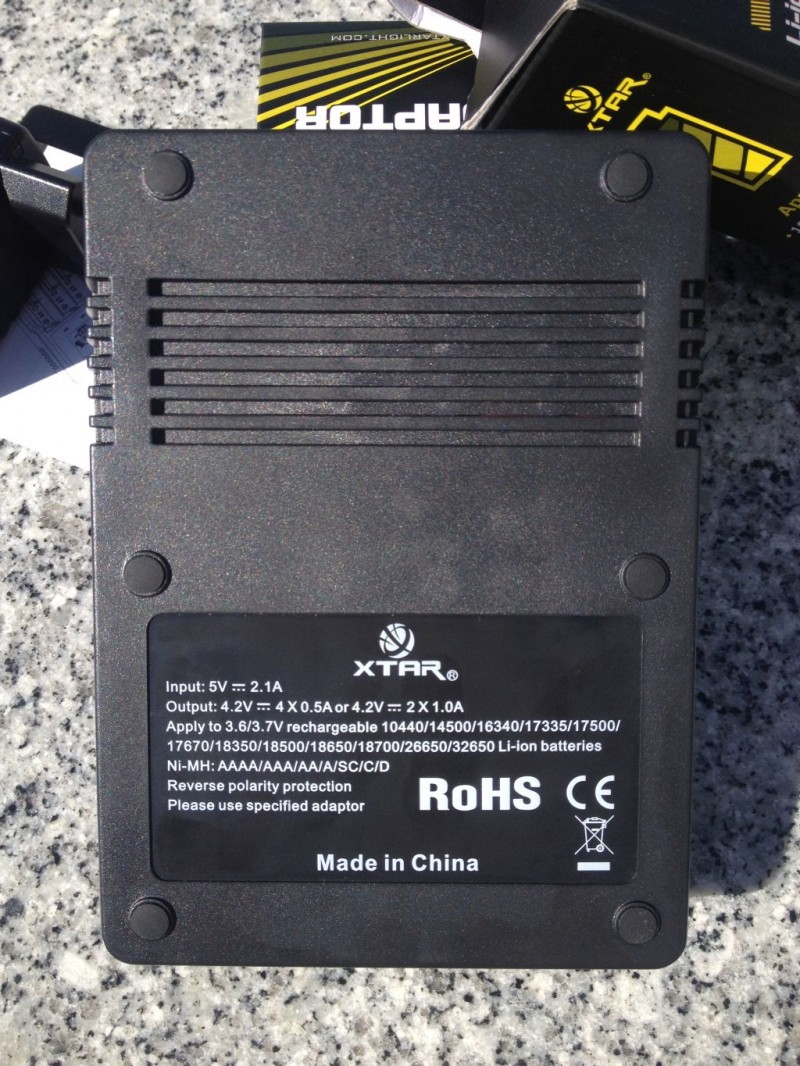 XTARLIGHT.COM
ADAPTOR
XTAR®
XTAR®
Input: 5V ⎓ 2.1A
Output: 4.2V ⎓ 4 X 0.5A or 4.2V ⎓ 2 X 1.0A
Apply to 3.6/3.7V rechargeable 10440/14500/16340/17335/17500/
17670/18350/18500/18650/18700/26650/32650 Li-ion batteries
Ni-MH: AAAA/AAA/AA/A/SC/C/D
Reverse polarity protection
Please use specified adaptor
RoHS CE
Made in China